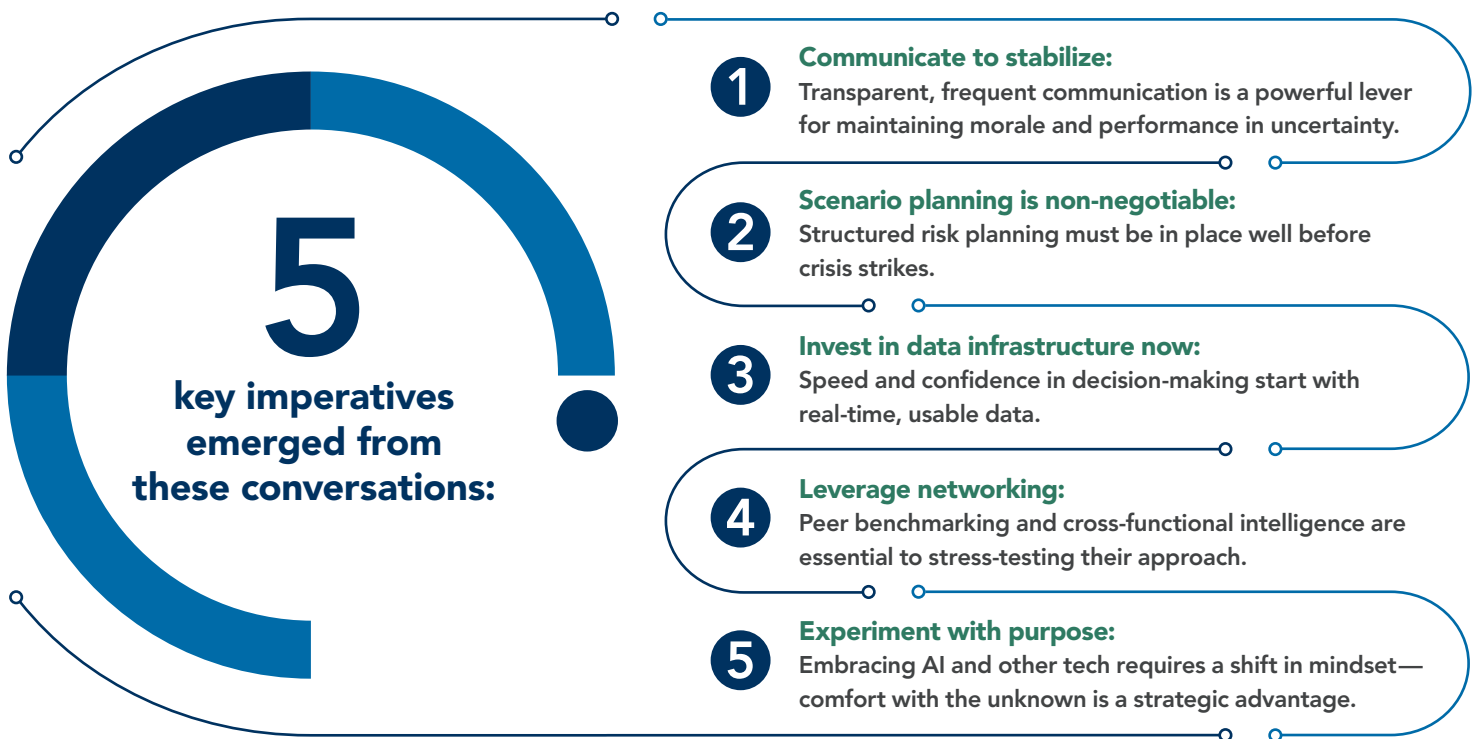 5
key imperatives
emerged from
these conversations:
1
Communicate to stabilize:
Transparent, frequent communication is a powerful lever
for maintaining morale and performance in uncertainty.
2
Scenario planning is non-negotiable:
Structured risk planning must be in place well before
crisis strikes.
3
Invest in data infrastructure now:
Speed and confidence in decision-making start with
real-time, usable data.
4
Leverage networking:
Peer benchmarking and cross-functional intelligence are
essential to stress-testing their approach.
5
Experiment with purpose:
Embracing AI and other tech requires a shift in mindset—
comfort with the unknown is a strategic advantage.